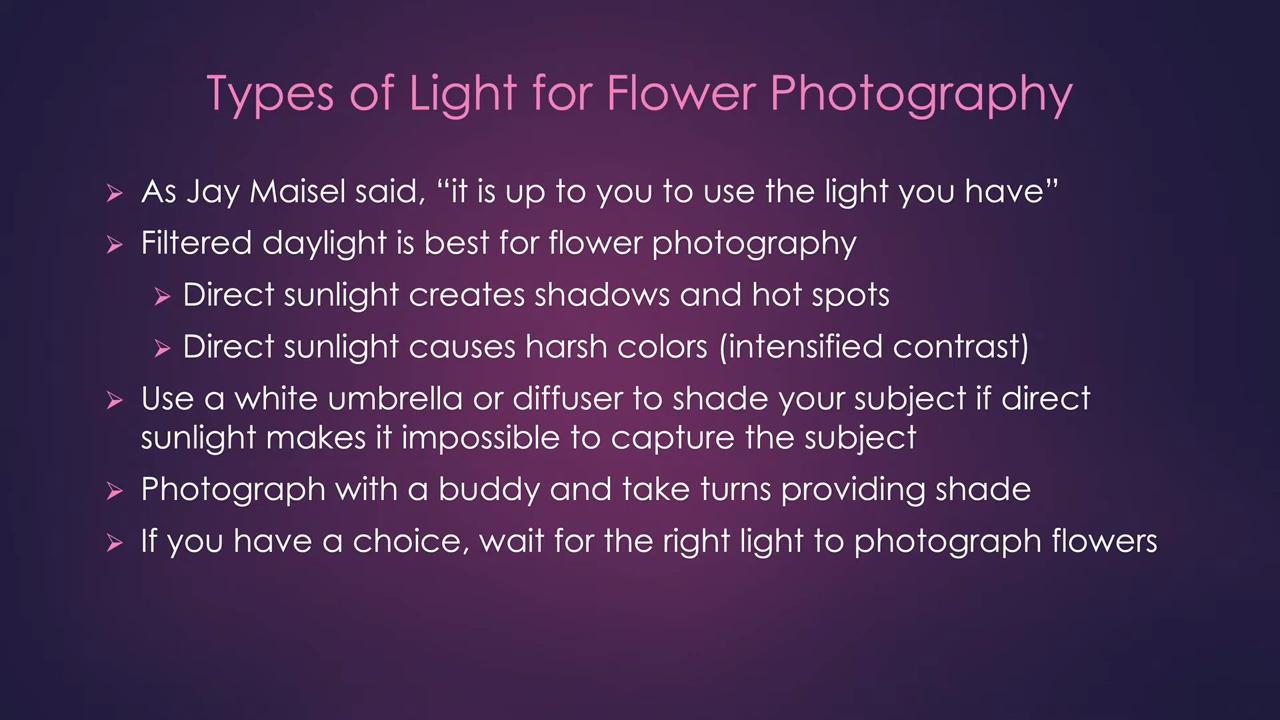 Types of Light for Flower Photography
As Jay Maisel said, “it is up to you to use the light you have”
Filtered daylight is best for flower photography
Direct sunlight creates shadows and hot spots
Direct sunlight causes harsh colors (intensified contrast)
Use a white umbrella or diffuser to shade your subject if direct
sunlight makes it impossible to capture the subject
Photograph with a buddy and take turns providing shade
If you have a choice, wait for the right light to photograph flowers